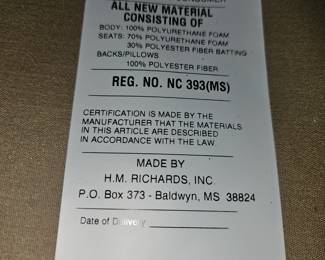 CONSUMER
ALL NEW MATERIAL
CONSISTING OF
BODY: 100% POLYURETHANE FOAM
SEATS: 70% POLYURETHANE FOAM
30% POLYESTER FIBER BATTING
BACKS/PILLOWS
100% POLYESTER FIBER
REG. NO. NC 393(MS)
CERTIFICATION IS MADE BY THE
MANUFACTURER THAT THE MATERIALS
IN THIS ARTICLE ARE DESCRIBED
IN ACCORDANCE WITH THE LAW
MADE BY
H.M. RICHARDS, INC.
P.O. Box 373 - Baldwyn, MS 38824
Date of Delivery